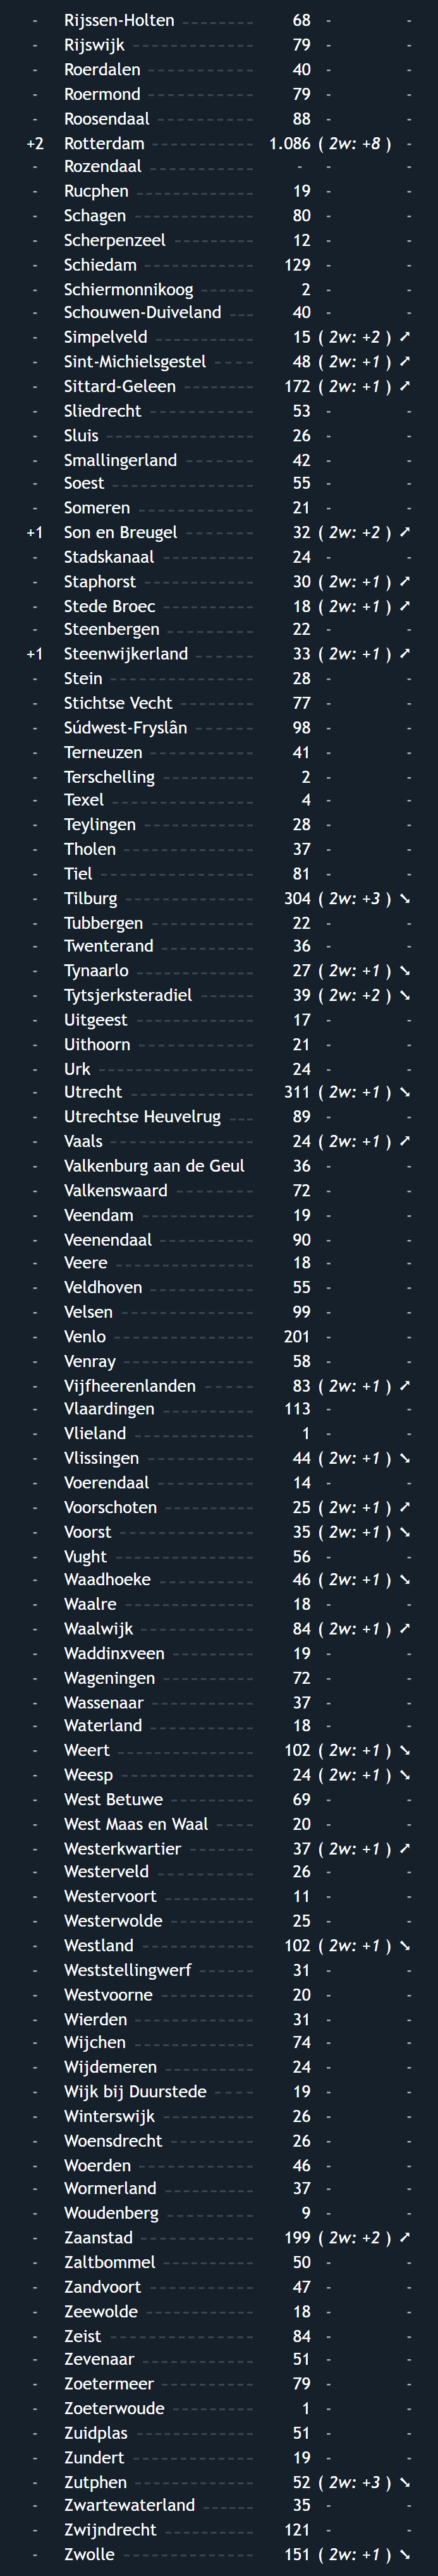 - Rijssen-Holten 68 - -
- Rijswijk 79 - -
- Roerdalen 40 - -
- Roermond 79 - -
- Roosendaal 88 - -
+2 Rotterdam 1.086 ( 2w: +8 ) -
- Rozendaal - - -
- Rucphen 19 - -
- Schagen 80 - -
- Scherpenzeel 12 - -
- Schiedam 129 - -
- Schiermonnikoog 2 - -
- Schouwen-Duiveland 40 - -
- Simpelveld 15 ( 2w: +2 ) ➚
- Sint-Michielsgestel 48 ( 2w: +1 ) ➚
- Sittard-Geleen 172 ( 2w: +1 ) ➚
- Sliedrecht 53 - -
- Sluis 26 - -
- Smallingerland 42 - -
- Soest 55 - -
- Someren 21 - -
+1 Son en Breugel 32 ( 2w: +2 ) ➚
- Stadskanaal 24 - -
- Staphorst 30 ( 2w: +1 ) ➚
- Stede Broec 18 ( 2w: +1 ) ➚
- Steenbergen 22 - -
+1 Steenwijkerland 33 ( 2w: +1 ) ➚
- Stein 28 - -
- Stichtse Vecht 77 - -
- Súdwest-Fryslân 98 - -
- Terneuzen 41 - -
- Terschelling 2 - -
- Texel 4 - -
- Teylingen 28 - -
- Tholen 37 - -
- Tiel 81 - -
- Tilburg 304 ( 2w: +3 ) ➘
- Tubbergen 22 - -
- Twenterand 36 - -
- Tynaarlo 27 ( 2w: +1 ) ➘
- Tytsjerksteradiel 39 ( 2w: +2 ) ➘
- Uitgeest 17 - -
- Uithoorn 21 - -
- Urk 24 - -
- Utrecht 311 ( 2w: +1 ) ➘
- Utrechtse Heuvelrug 89 - -
- Vaals 24 ( 2w: +1 ) ➚
- Valkenburg aan de Geul 36 - -
- Valkenswaard 72 - -
- Veendam 19 - -
- Veenendaal 90 - -
- Veere 18 - -
- Veldhoven 55 - -
- Velsen 99 - -
- Venlo 201 - -
- Venray 58 - -
- Vijfheerenlanden 83 ( 2w: +1 ) ➚
- Vlaardingen 113 - -
- Vlieland 1 - -
- Vlissingen 44 ( 2w: +1 ) ➘
- Voerendaal 14 - -
- Voorschoten 25 ( 2w: +1 ) ➚
- Voorst 35 ( 2w: +1 ) ➘
- Vught 56 - -
- Waadhoeke 46 ( 2w: +1 ) ➘
- Waalre 18 - -
- Waalwijk 84 ( 2w: +1 ) ➚
- Waddinxveen 19 - -
- Wageningen 72 - -
- Wassenaar 37 - -
- Waterland 18 - -
- Weert 102 ( 2w: +1 ) ➘
- Weesp 24 ( 2w: +1 ) ➘
- West Betuwe 69 - -
- West Maas en Waal 20 - -
- Westerkwartier 37 ( 2w: +1 ) ➚
- Westerveld 26 - -
- Westervoort 11 - -
- Westerwolde 25 - -
- Westland 102 ( 2w: +1 ) ➘
- Weststellingwerf 31 - -
- Westvoorne 20 - -
- Wierden 31 - -
- Wijchen 74 - -
- Wijdemeren 24 - -
- Wijk bij Duurstede 19 - -
- Winterswijk 26 - -
- Woensdrecht 26 - -
- Woerden 46 - -
- Wormerland 37 - -
- Woudenberg 9 - -
- Zaanstad 199 ( 2w: +2 ) ➚
- Zaltbommel 50 - -
- Zandvoort 47 - -
- Zeewolde 18 - -
- Zeist 84 - -
- Zevenaar 51 - -
- Zoetermeer 79 - -
- Zoeterwoude 1 - -
- Zuidplas 51 - -
- Zundert 19 - -
- Zutphen 52 ( 2w: +3 ) ➘
- Zwartewaterland 35 - -
- Zwijndrecht 121 - -
- Zwolle 151 ( 2w: +1 ) ➘